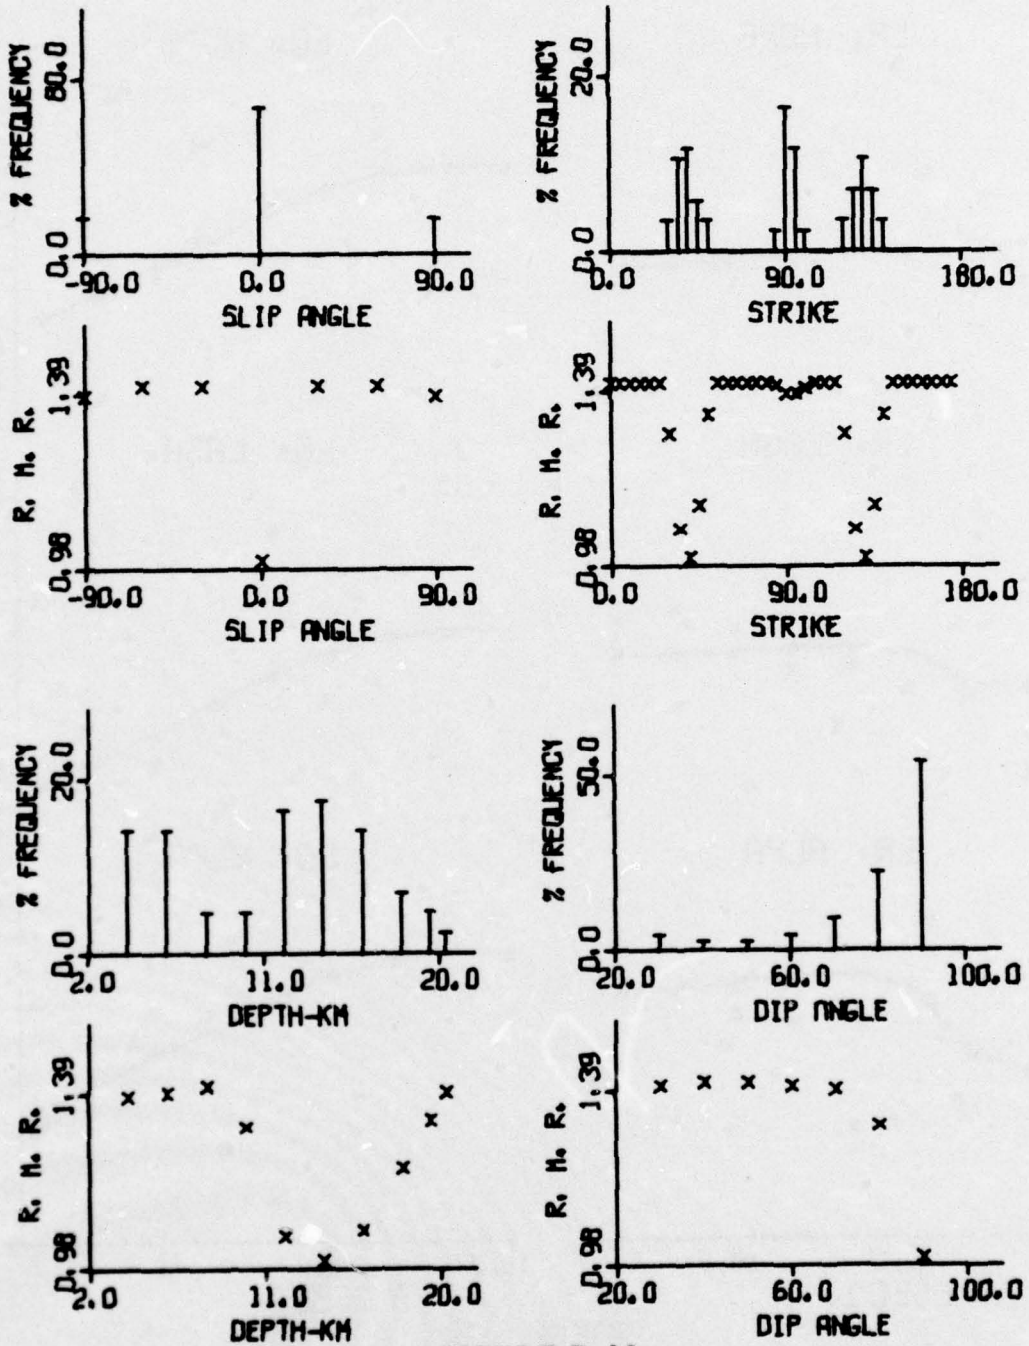 % FREQUENCY
80.0
0.0
-90.0 0.0 90.0
SLIP ANGLE
% FREQUENCY
20.0
0.0
0.0 90.0 180.0
STRIKE
R. M. R.
1.39
0.98
-90.0 0.0 90.0
SLIP ANGLE
R. M. R.
1.39
0.98
0.0 90.0 180.0
STRIKE
% FREQUENCY
20.0
0.0
2.0 11.0 20.0
DEPTH-KM
% FREQUENCY
50.0
0.0
20.0 60.0 100.0
DIP ANGLE
R. M. R.
1.39
0.98
2.0 11.0 20.0
DEPTH-KM
R. M. R.
1.39
0.98
20.0 60.0 100.0
DIP ANGLE